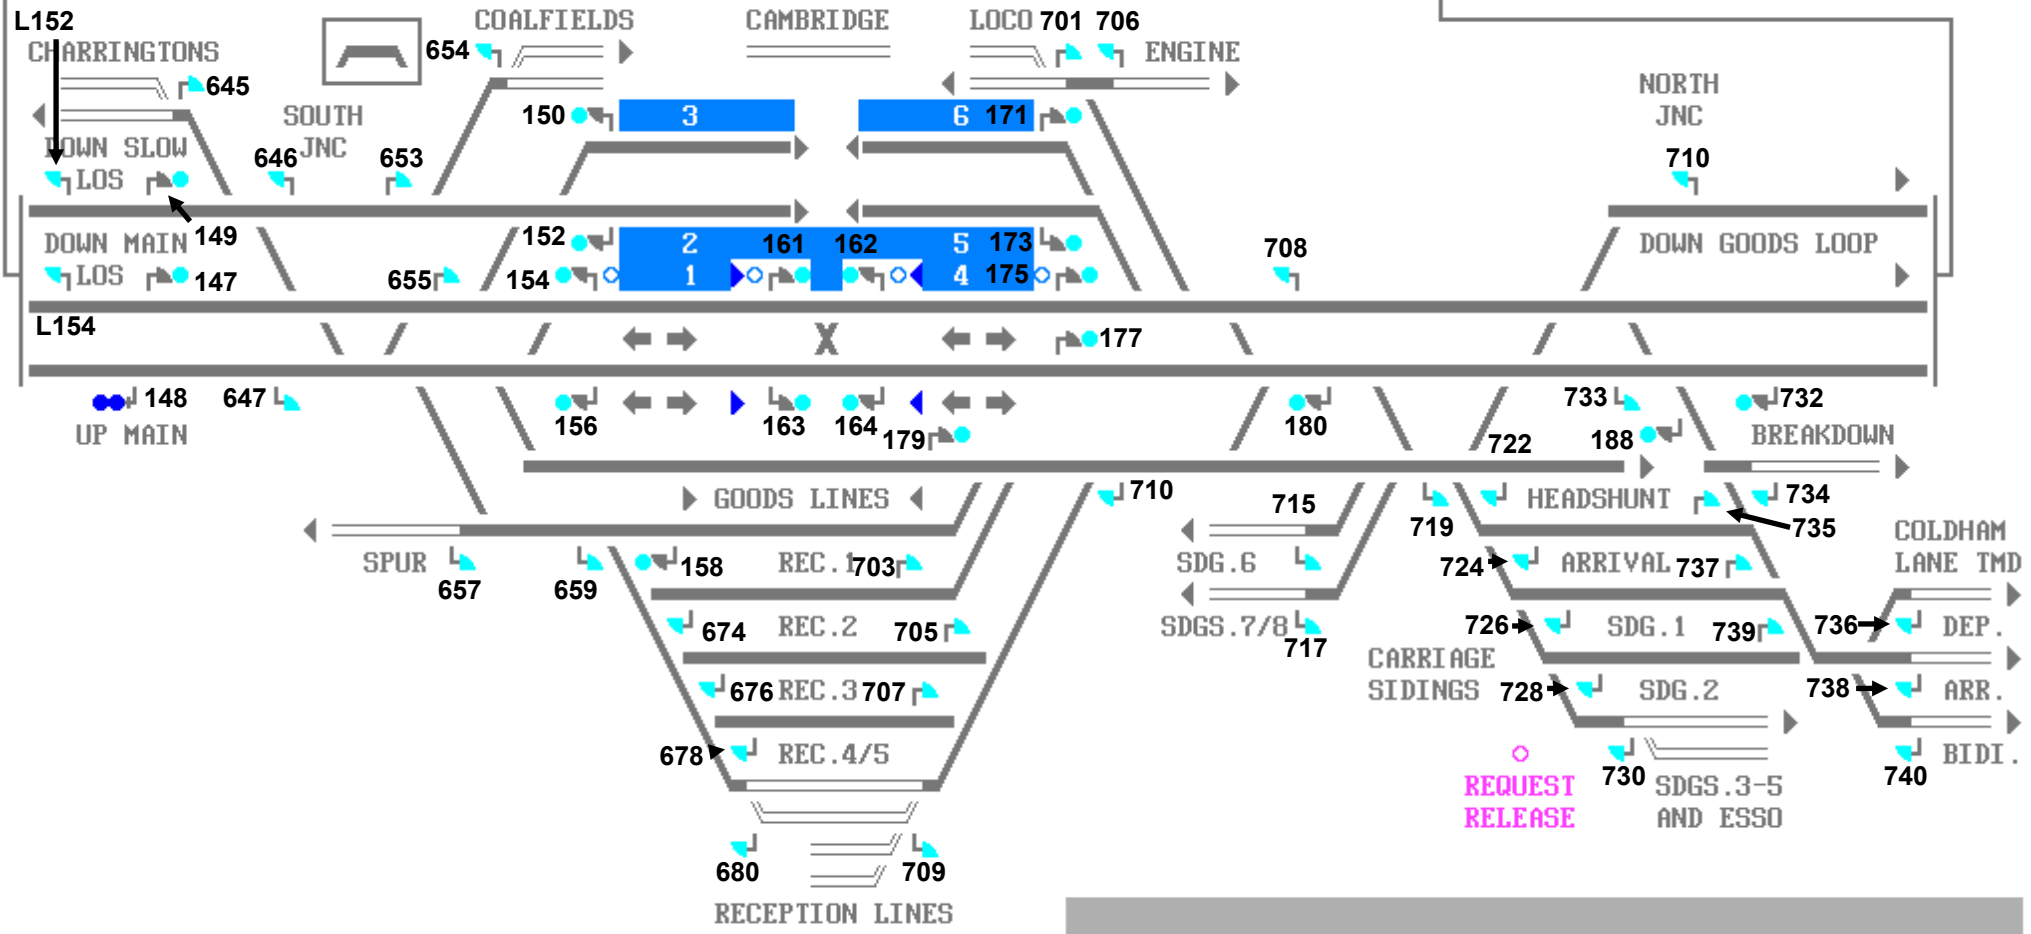 L152
COALFIELDS
CAMBRIDGE
LOCO 701 706
CHARRINGTONS
654
ENGINE
645
NORTH
JNC
SOUTH
JNC
150
3
6 171
DOWN SLOW
646
653
710
LOS
149
DOWN MAIN
152
2
161
162
5 173
708
DOWN GOODS LOOP
LOS
147
655
154
1
4 175
L154
177
148
647
156
163
164
180
733
732
UP MAIN
179
722
188
BREAKDOWN
GOODS LINES
710
715
719
HEADSHUNT
734
735
COLDHAM
LANE TMD
SPUR
657
659
158
REC.1 703
SDG.6
724
ARRIVAL 737
674
REC.2
705
SDGS.7/8
717
726
SDG.1
739
736
DEP.
CARRIAGE
SIDINGS
676 REC.3 707
728
SDG.2
738
ARR.
678
REC.4/5
730
740
BIDI.
REQUEST
RELEASE
SDGS.3-5
AND ESSO
680
709
RECEPTION LINES